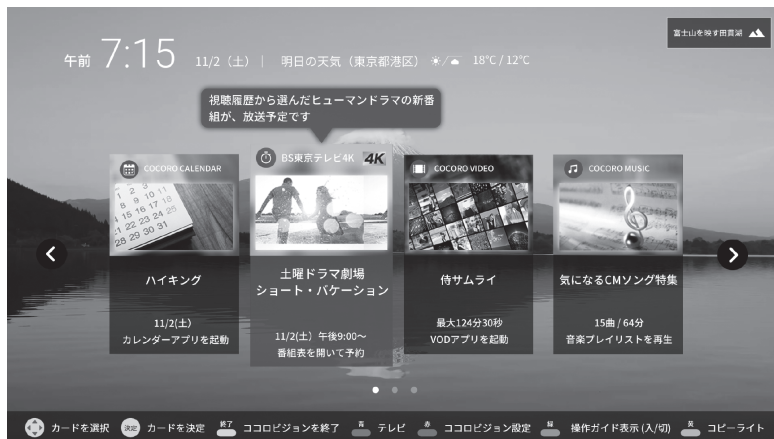 富士山を映す田貫湖
午前 7:15 11/2（土）｜ 明日の天気（東京都港区） 18℃ / 12℃
視聴履歴から選んだヒューマンドラマの新番
組が、放送予定です
COCORO CALENDAR
ハイキング
11/2(土)
カレンダーアプリを起動
BS東京テレビ4K 4K
土曜ドラマ劇場
ショート・バケーション
11/2(土) 午後9:00～
番組表を開いて予約
COCORO VIDEO
侍サムライ
最大124分30秒
VODアプリを起動
COCORO MUSIC
気になるCMソング特集
15曲 / 64分
音楽プレイリストを再生
カードを選択 決定 カードを決定 終了 ココロビジョンを終了 青 テレビ 赤 ココロビジョン設定 緑 操作ガイド表示 (入/切) 黄 コピーライト